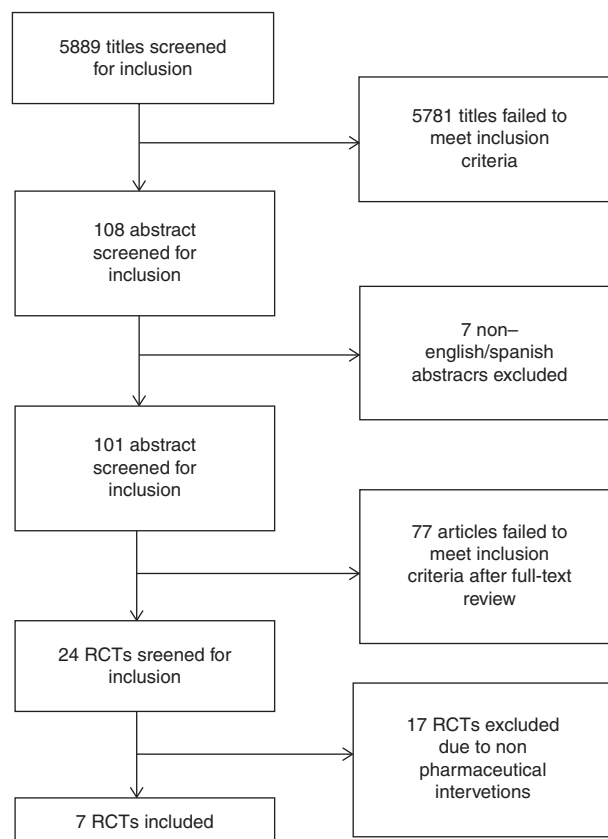 5889 titles screened
for inclusion
5781 titles failed to
meet inclusion
criteria
108 abstract
screened for
inclusion
7 non–
english/spanish
abstracrs excluded
101 abstract
screened for
inclusion
77 articles failed to
meet inclusion
criteria after full-text
review
24 RCTs sreened for
inclusion
17 RCTs excluded
due to non
pharmaceutical
intervetions
7 RCTs included